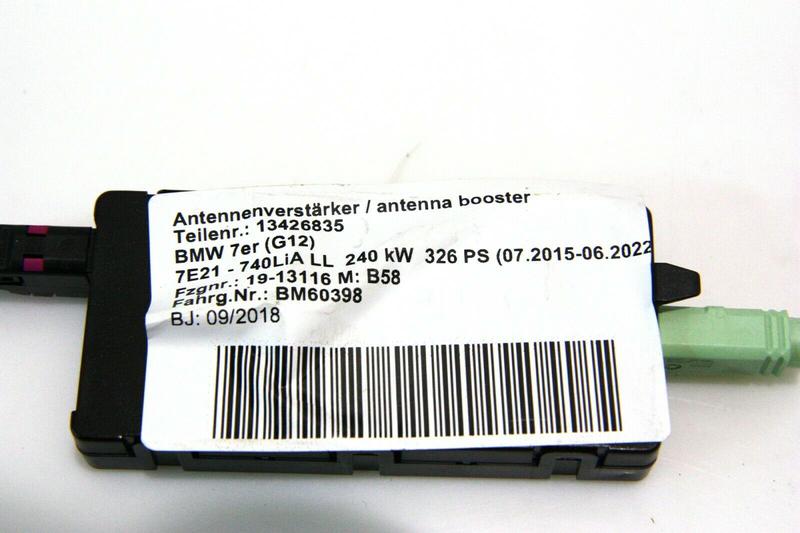 Antennenverstärker / antenna booster
Teilenr.: 13426835
BMW 7er (G12)
7E21 - 740LiA LL 240 kW 326 PS (07.2015-06.2022
Fzgnr.: 19-13116 M: B58
Fahrg.Nr.: BM60398
BJ: 09/2018